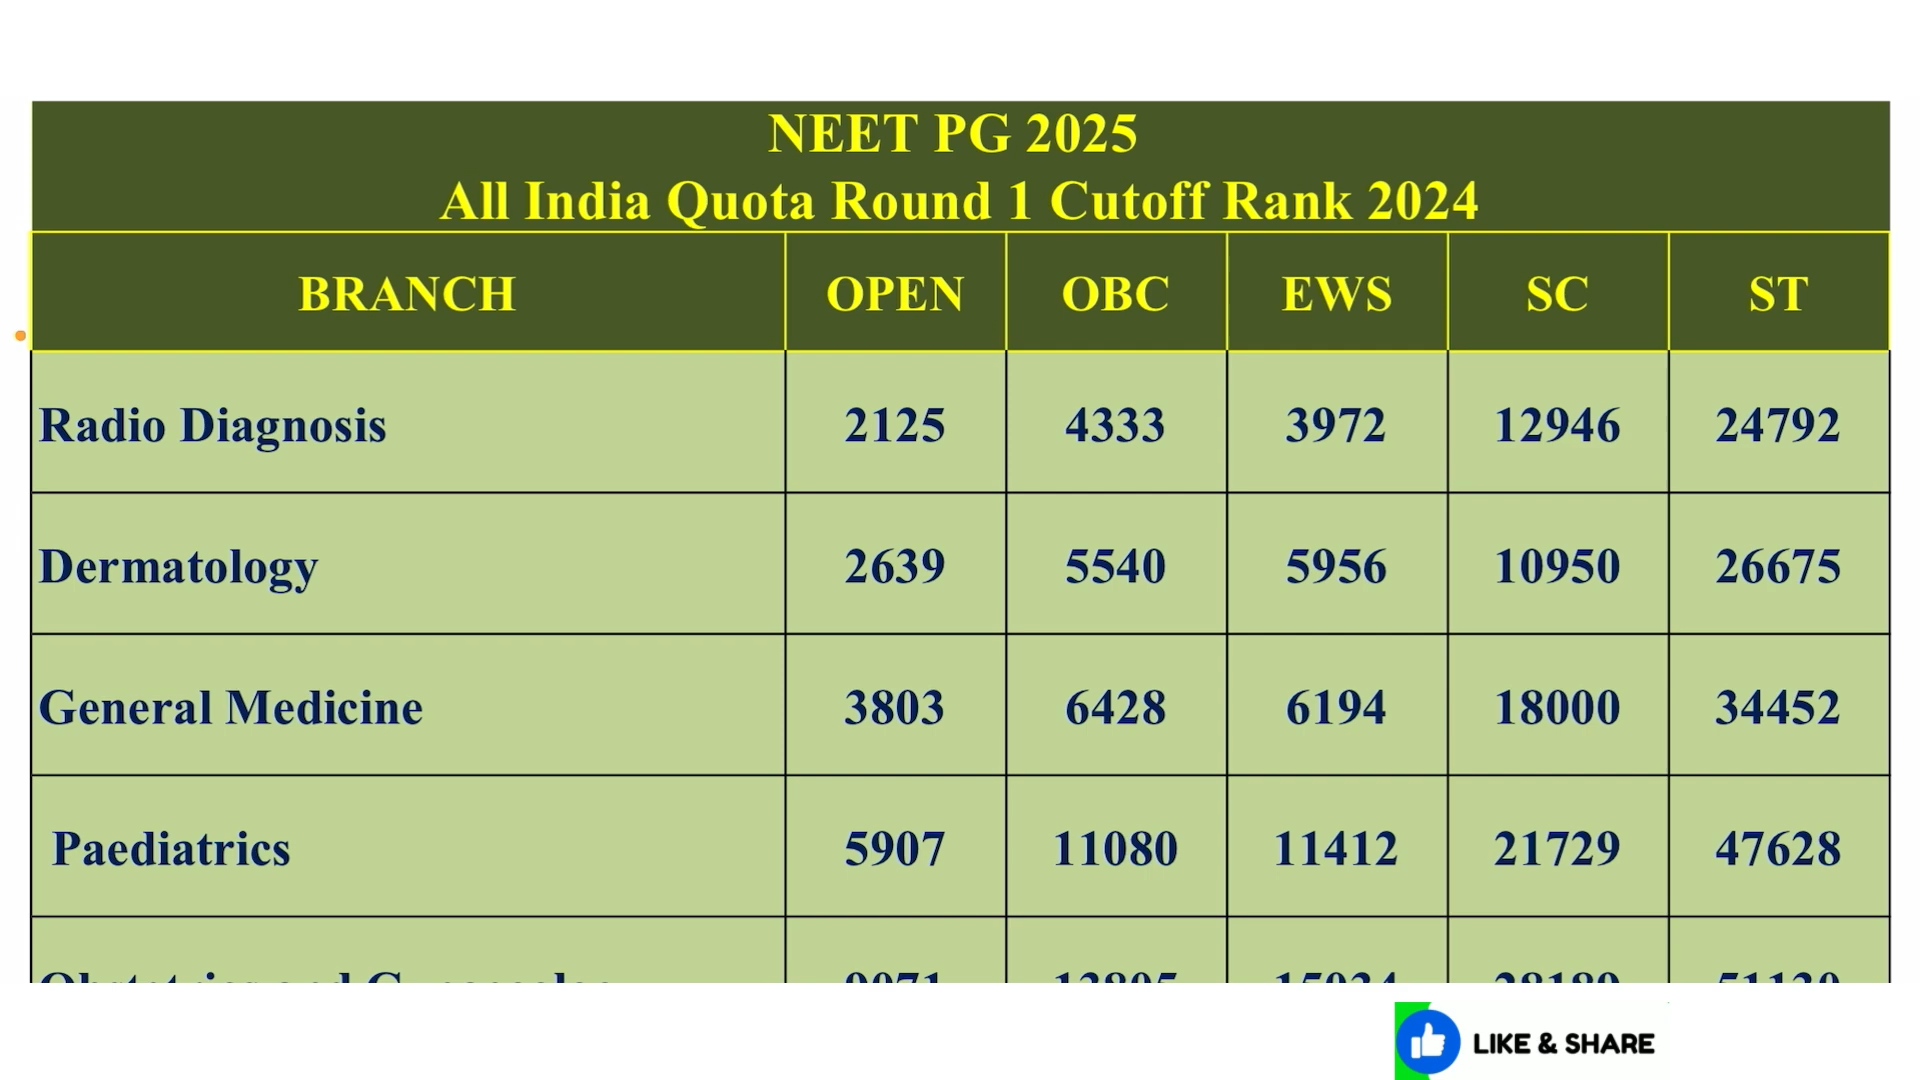 NEET PG 2025
All India Quota Round 1 Cutoff Rank 2024
BRANCH OPEN OBC EWS SC ST
Radio Diagnosis 2125 4333 3972 12946 24792
Dermatology 2639 5540 5956 10950 26675
General Medicine 3803 6428 6194 18000 34452
Paediatrics 5907 11080 11412 21729 47628
LIKE & SHARE